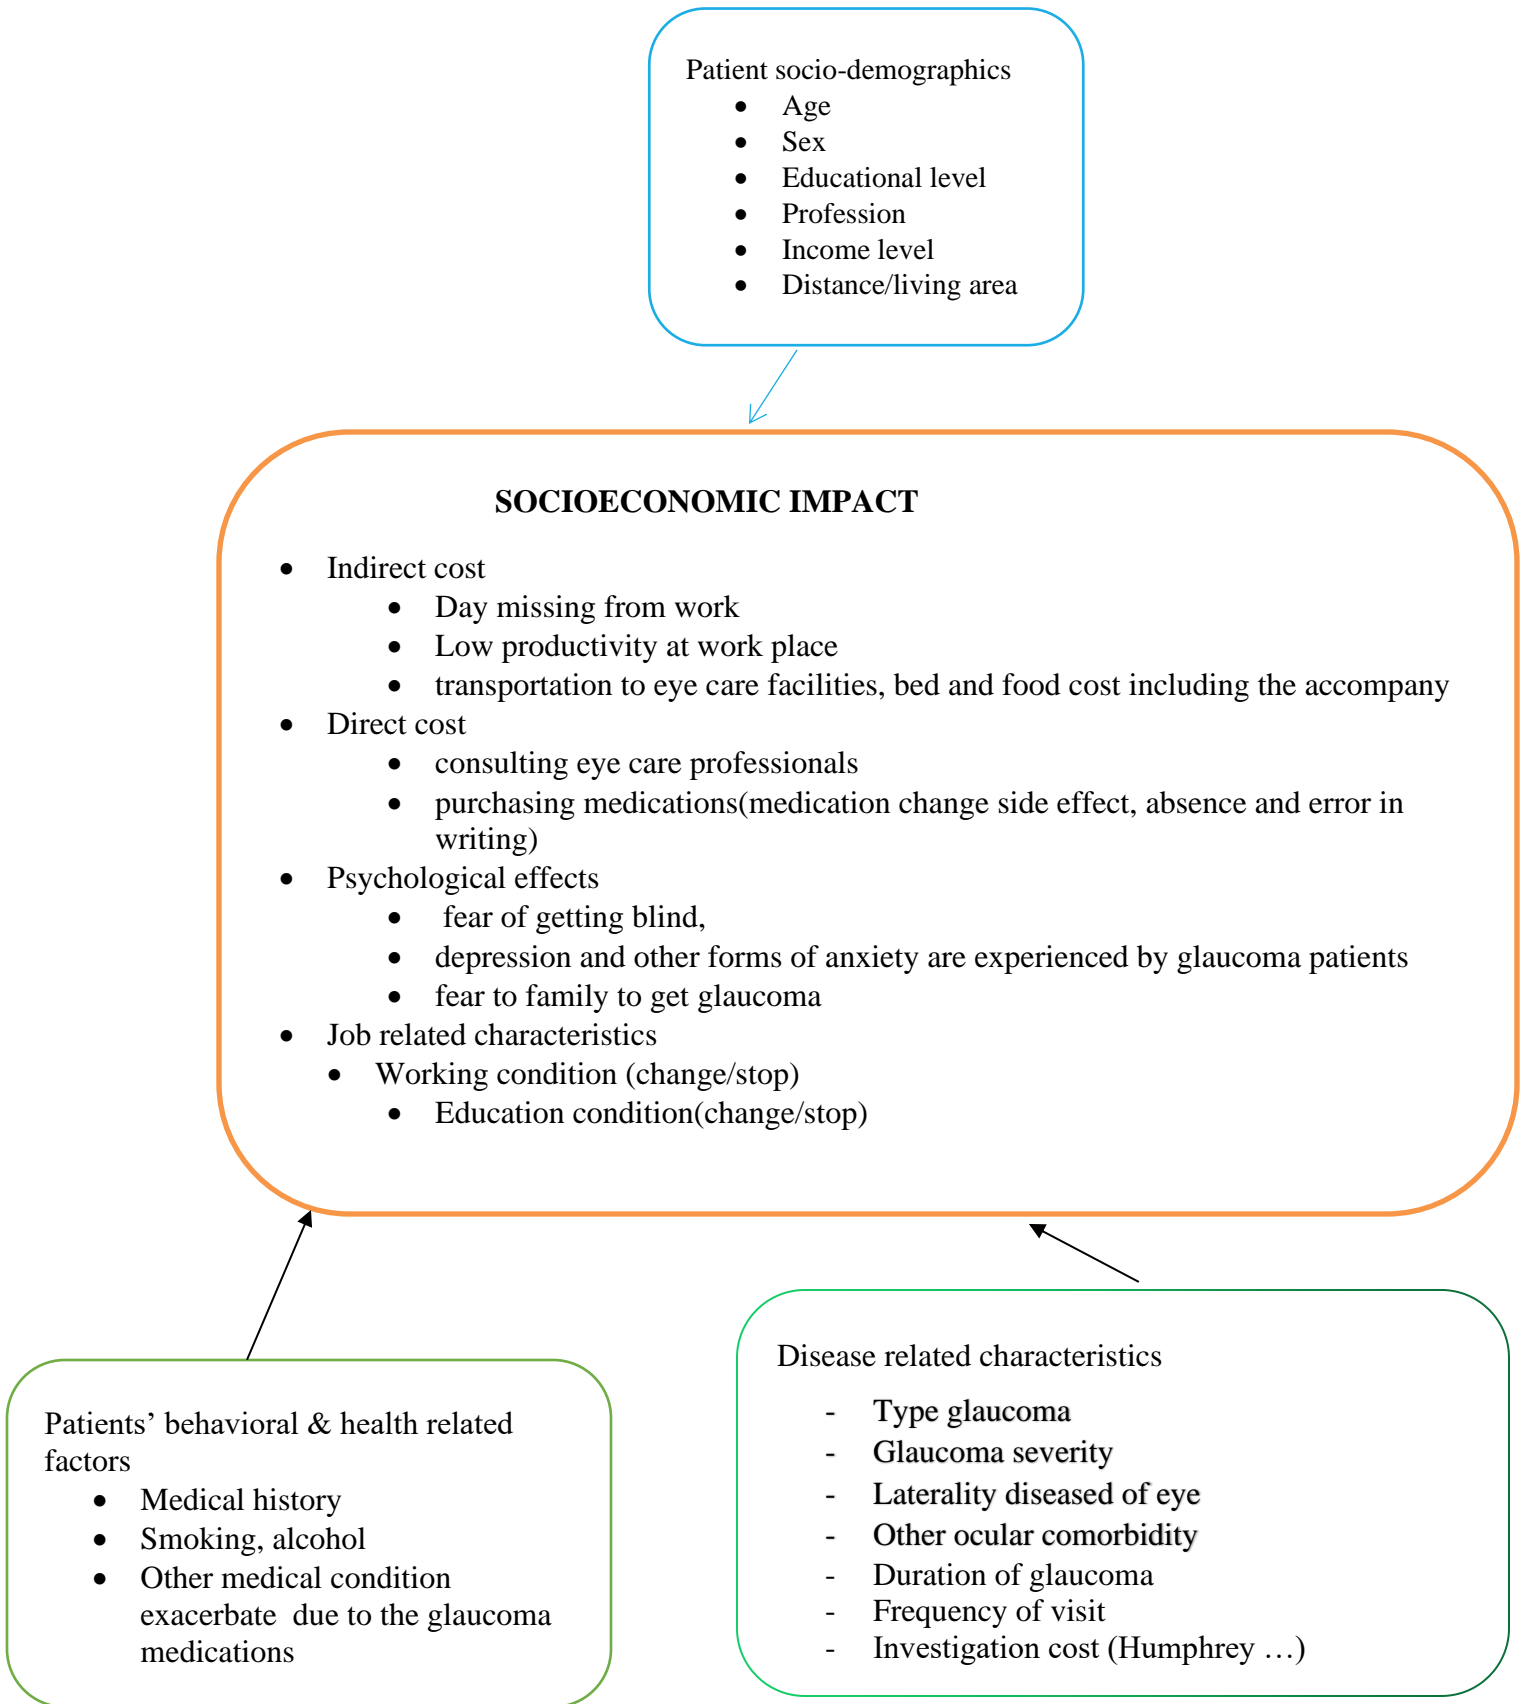 Patient socio-demographics
• Age
• Sex
• Educational level
• Profession
• Income level
• Distance/living area
SOCIOECONOMIC IMPACT
• Indirect cost
• Day missing from work
• Low productivity at work place
• transportation to eye care facilities, bed and food cost including the accompany
• Direct cost
• consulting eye care professionals
• purchasing medications(medication change side effect, absence and error in
writing)
• Psychological effects
• fear of getting blind,
• depression and other forms of anxiety are experienced by glaucoma patients
• fear to family to get glaucoma
• Job related characteristics
• Working condition (change/stop)
• Education condition(change/stop)
Patients’ behavioral & health related
factors
• Medical history
• Smoking, alcohol
• Other medical condition
exacerbate due to the glaucoma
medications
Disease related characteristics
- Type glaucoma
- Glaucoma severity
- Laterality diseased of eye
- Other ocular comorbidity
- Duration of glaucoma
- Frequency of visit
- Investigation cost (Humphrey …)